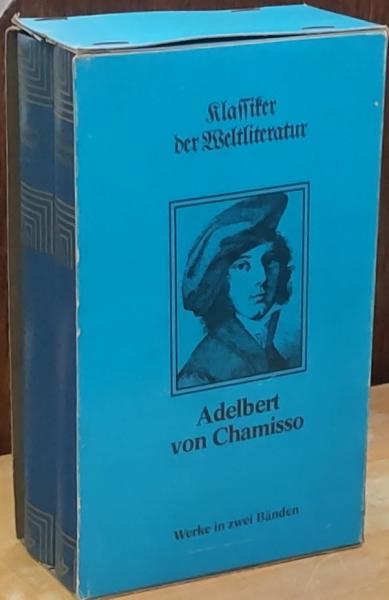 Klassiker
der Weltliteratur
Adelbert
von Chamisso
Werke in zwei Bänden